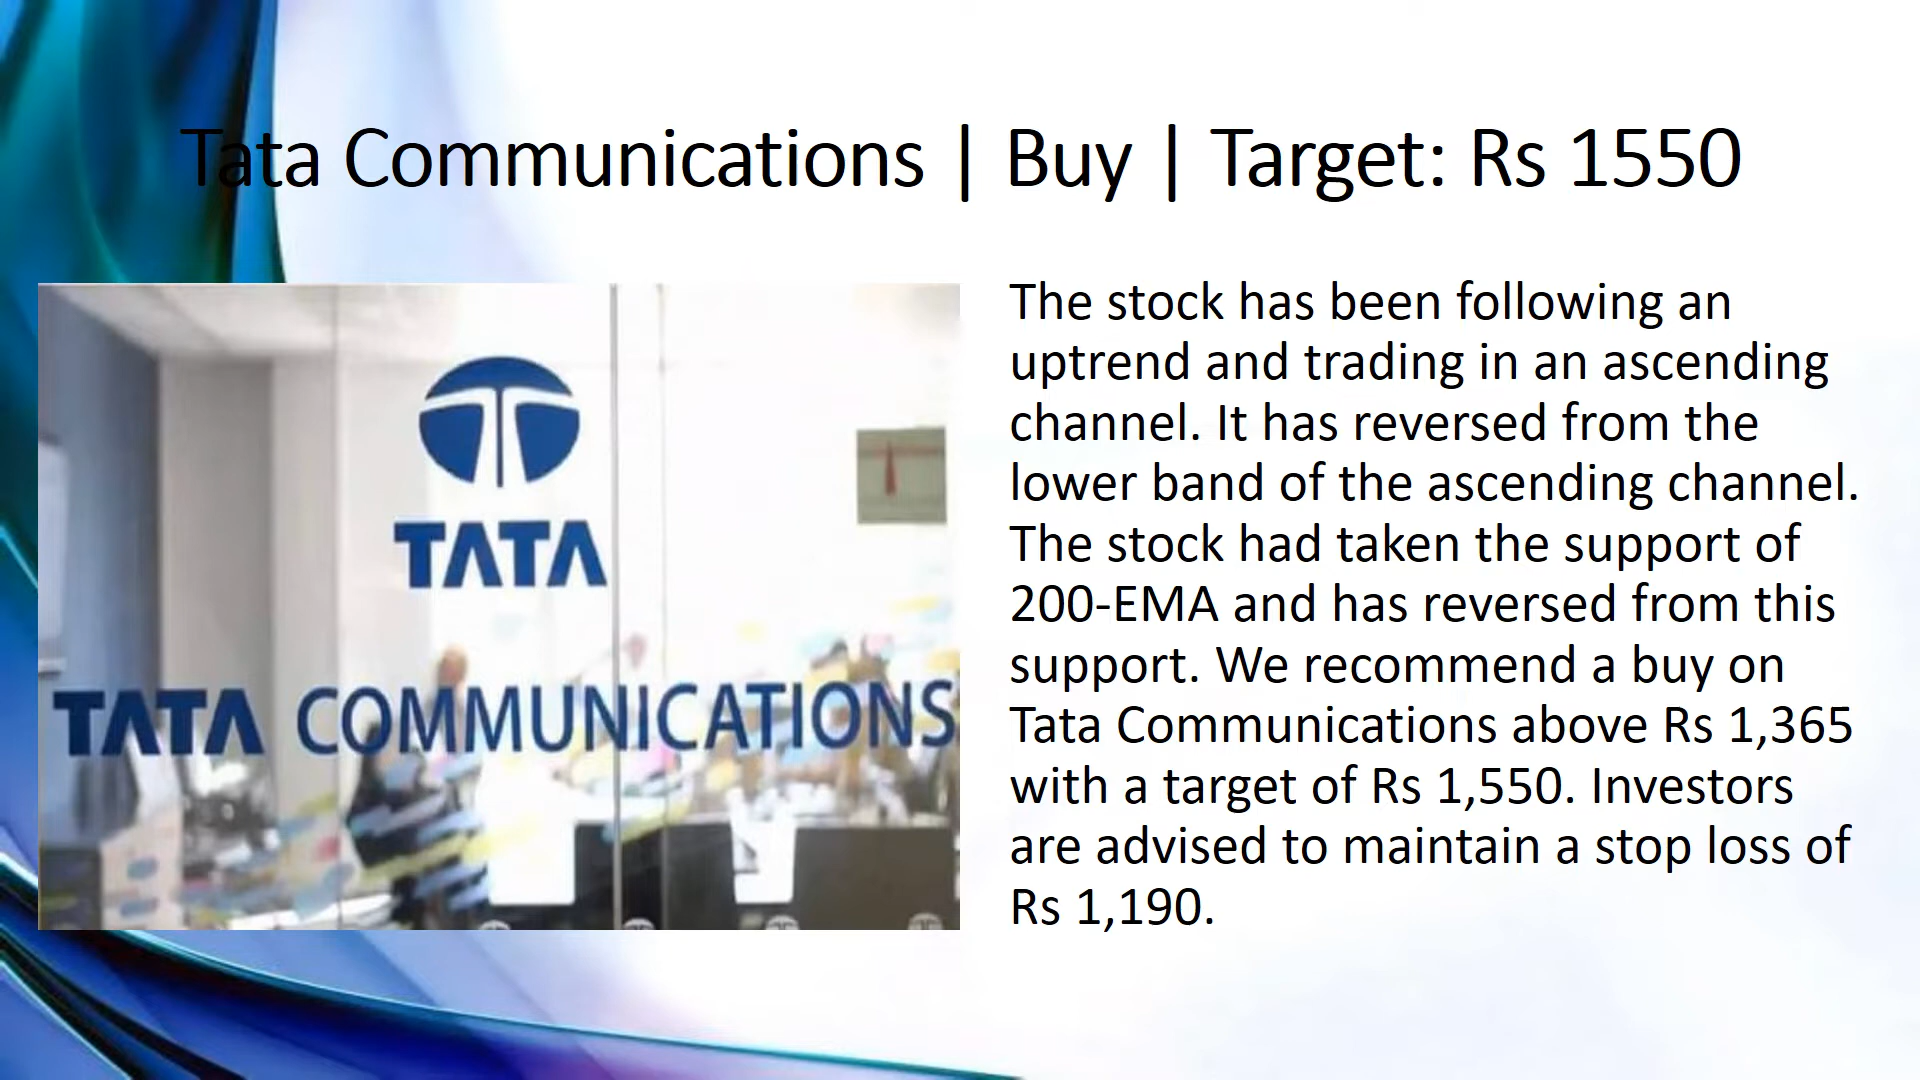 Tata Communications | Buy | Target: Rs 1550
TATA
TATA COMMUNICATIONS
The stock has been following an
uptrend and trading in an ascending
channel. It has reversed from the
lower band of the ascending channel.
The stock had taken the support of
200-EMA and has reversed from this
support. We recommend a buy on
Tata Communications above Rs 1,365
with a target of Rs 1,550. Investors
are advised to maintain a stop loss of
Rs 1,190.